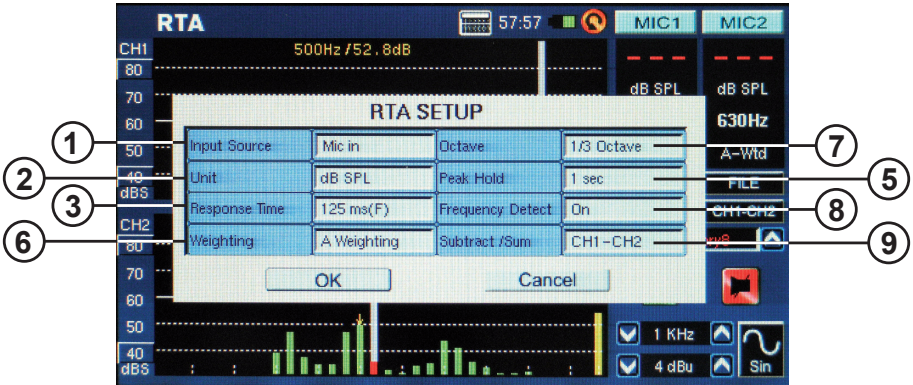 RTA 57:57 MIC1 MIC2
CH1 500Hz/52.8dB
80
70 dB SPL dB SPL
60 630Hz
50 A-Wtd
40 FILE
dBS CH1-CH2
CH2
80
70
60
50 1 KHz
40 4 dBu Sin
dBS
RTA SETUP
1 Input Source Mic in Octave 1/3 Octave 7
2 Unit dB SPL Peak Hold 1 sec 5
3 Response Time 125 ms(F) Frequency Detect On 8
6 Weighting A Weighting Subtract /Sum CH1-CH2 9
OK Cancel